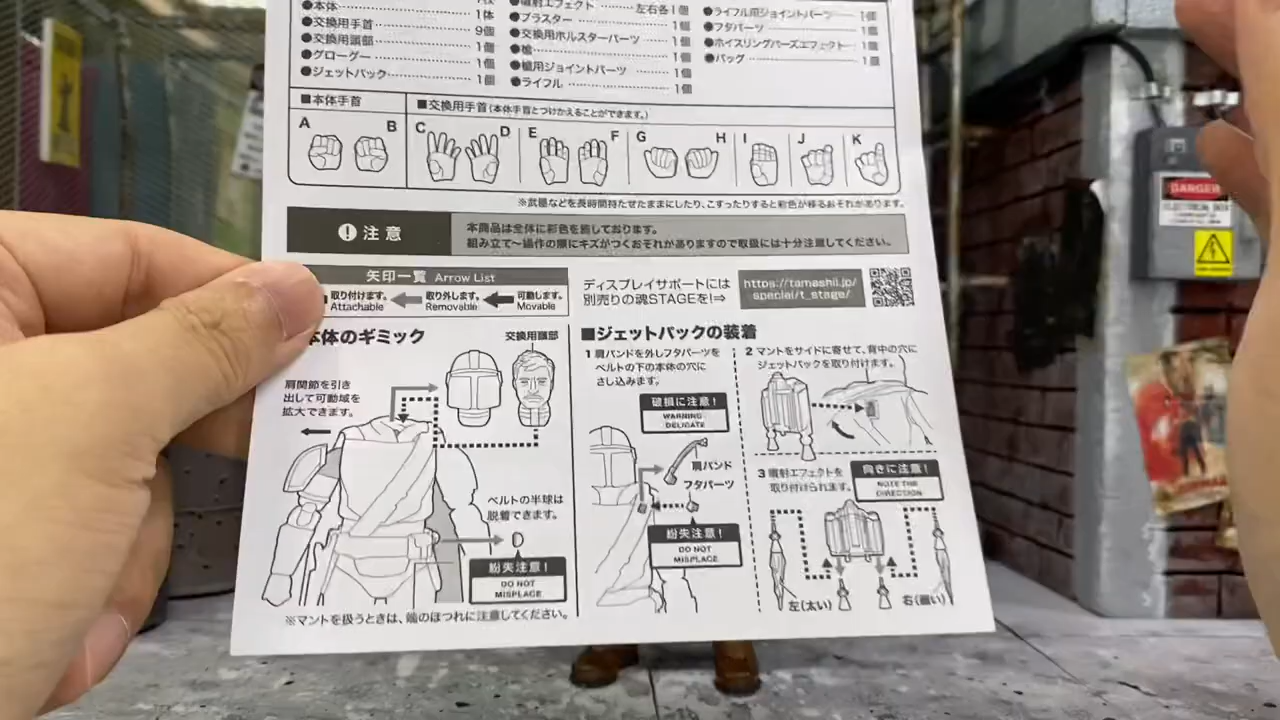 ●本体 1体
●交換用手首 9個
●交換用頭部 1個
●グローグー 1個
●ジェットパック 1個
●噴射エフェクト 左右各1個
●ブラスター 1個
●交換用ホルスターパーツ 1個
●槍 1個
●槍用ジョイントパーツ 1個
●ライフル 1個
●ライフル用ジョイントパーツ 1個
●フタパーツ 1個
●ホイスリングバーズエフェクト 1個
●バッグ 1個
■本体手首
■交換用手首(本体手首とつけかえることができます。)
A B C D E F G H I J K
※武器などを長時間持たせたままにしたり、こすったりすると彩色が移るおそれがあります。
注意
本商品は全体に彩色を施しております。
組み立て〜操作の際にキズがつくおそれがありますので取扱には十分注意してください。
矢印一覧 Arrow List
取り付けます。
Attachable
取り外します。
Removable
可動します。
Movable
ディスプレイサポートには
別売りの魂STAGEを!⇒
https://tamashii.jp/
special/t_stage/
本体のギミック
交換用頭部
肩関節を引き
出して可動域を
拡大できます。
ベルトの半球は
脱着できます。
紛失注意!
DO NOT
MISPLACE
※マントを扱うときは、端のほつれに注意してください。
■ジェットパックの装着
1 肩バンドを外しフタパーツを
ベルトの下の本体の穴に
さし込みます。
破損に注意!
WARNING
DELICATE
肩バンド
フタパーツ
紛失注意!
DO NOT
MISPLACE
2 マントをサイドに寄せて、背中の穴に
ジェットパックを取り付けます。
3 噴射エフェクトを
取り付けられます。
向きに注意!
NOTE THE
DIRECTION
左(太い)
右(細い)
DANGER